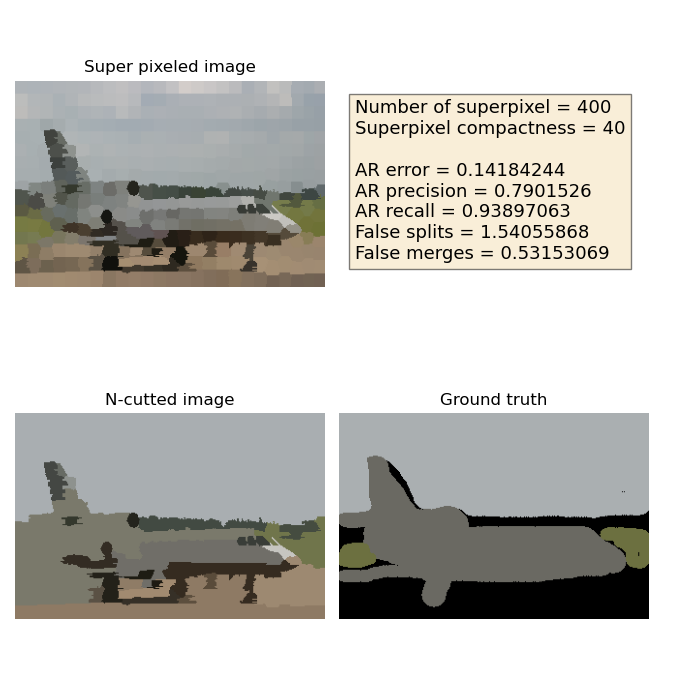 Super pixeled image
Number of superpixel = 400
Superpixel compactness = 40
AR error = 0.14184244
AR precision = 0.7901526
AR recall = 0.93897063
False splits = 1.54055868
False merges = 0.53153069
N-cutted image
Ground truth